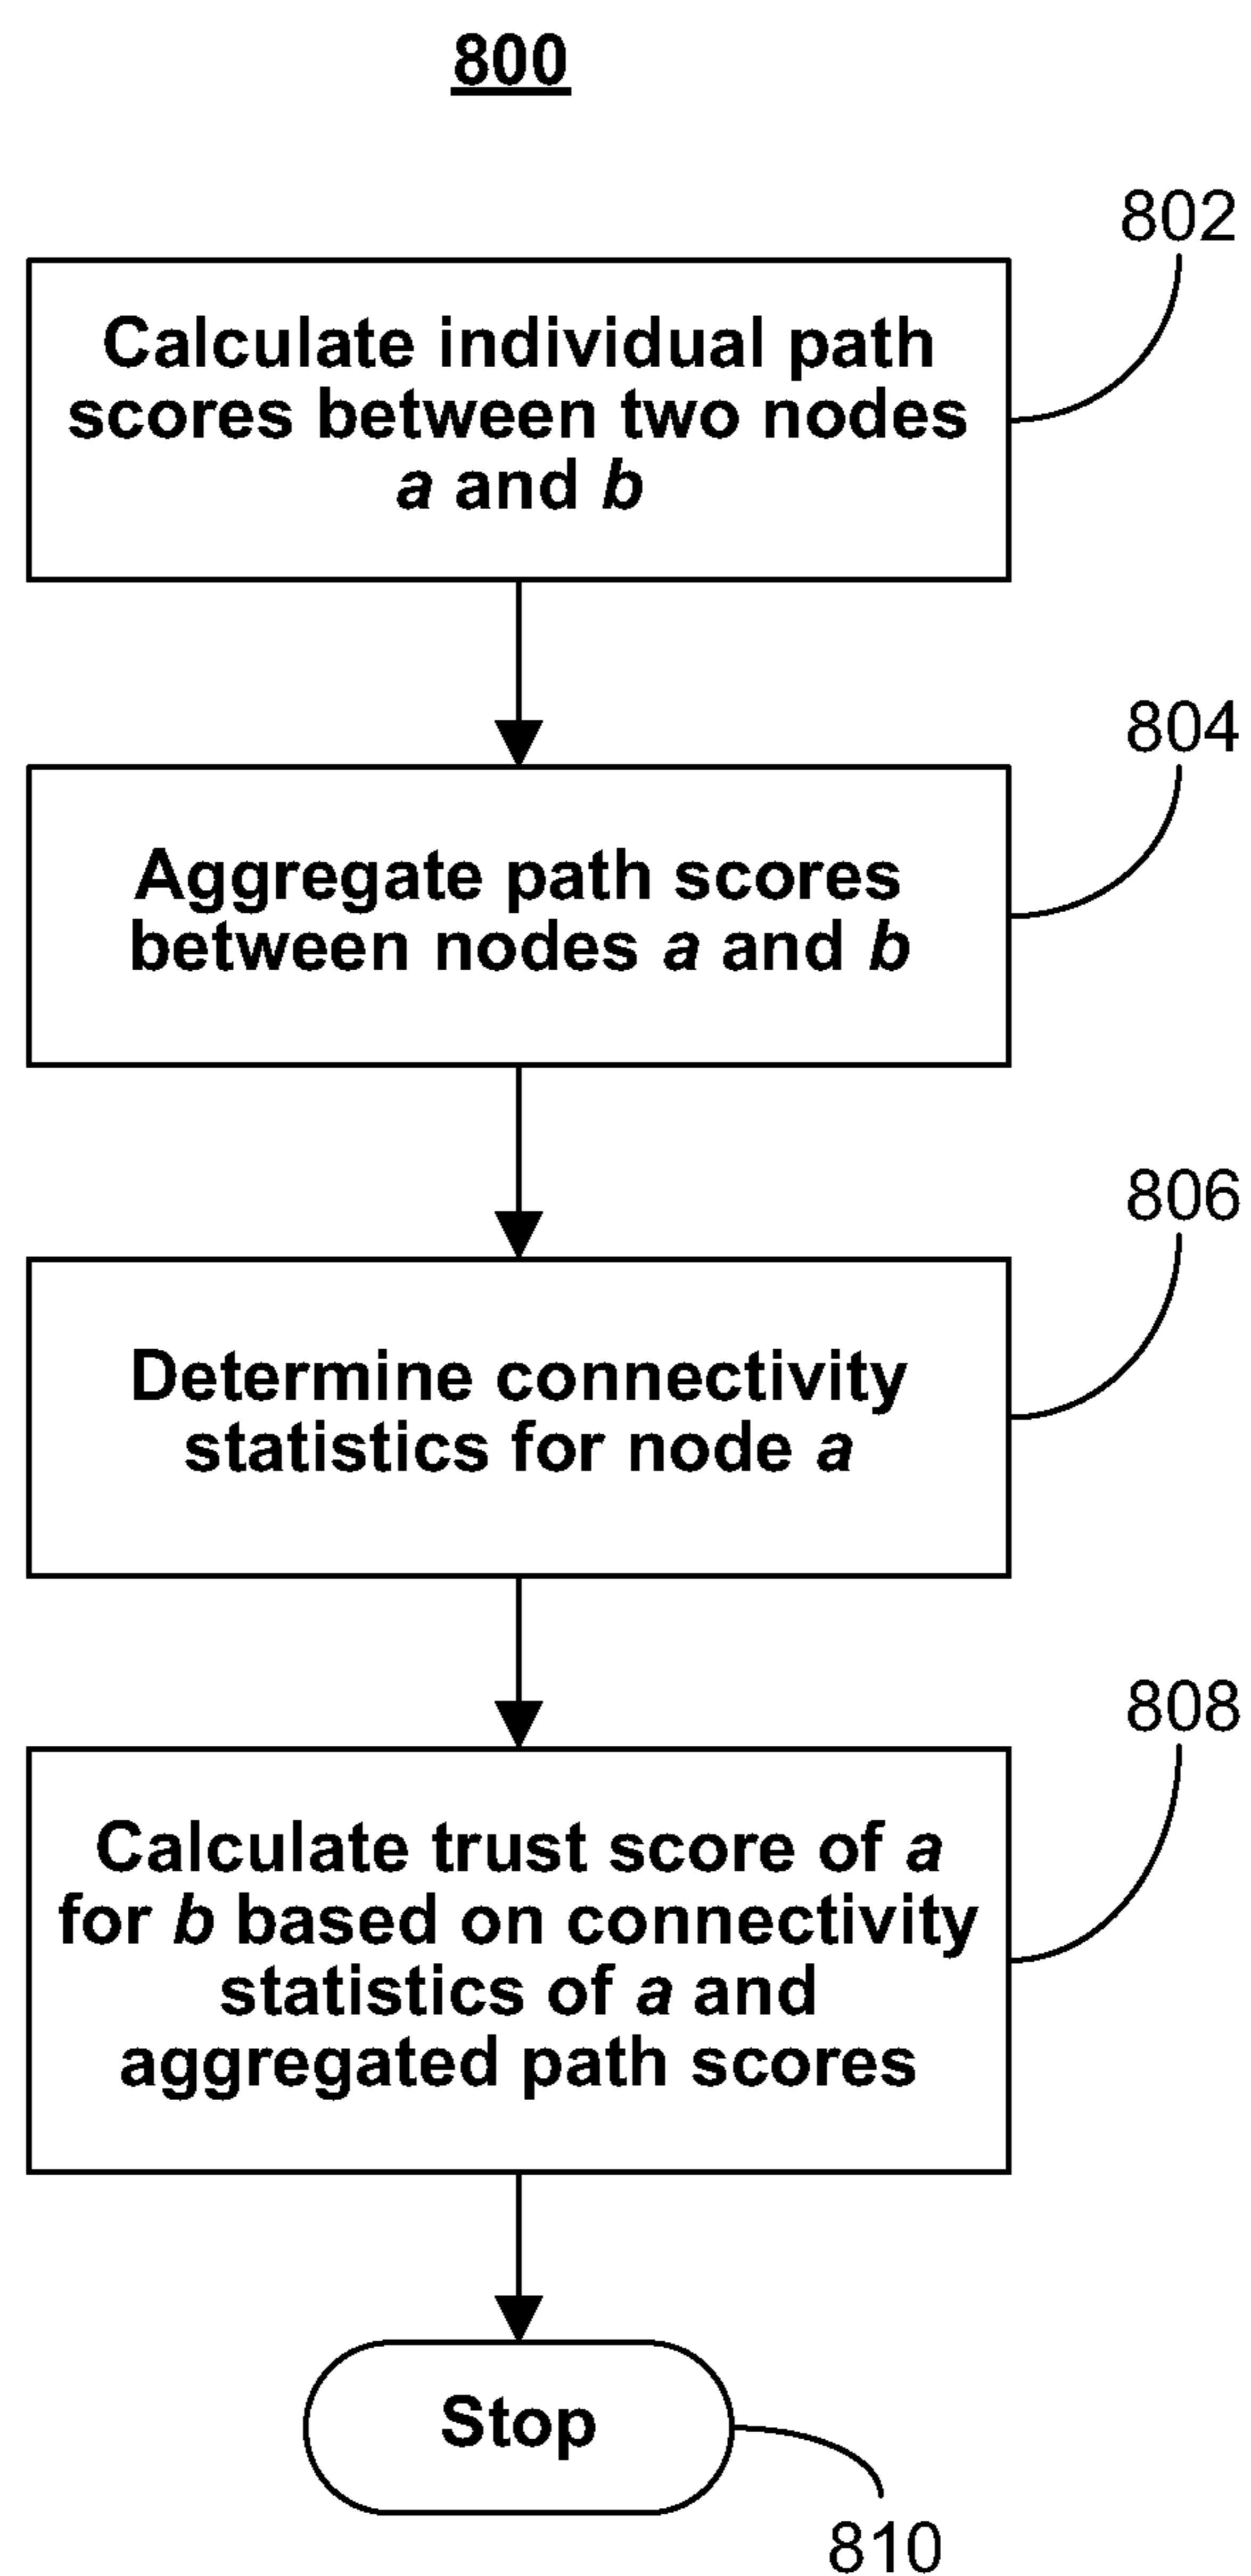 800
802
Calculate individual path
scores between two nodes
a and b
804
Aggregate path scores
between nodes a and b
806
Determine connectivity
statistics for node a
808
Calculate trust score of a
for b based on connectivity
statistics of a and
aggregated path scores
Stop
810